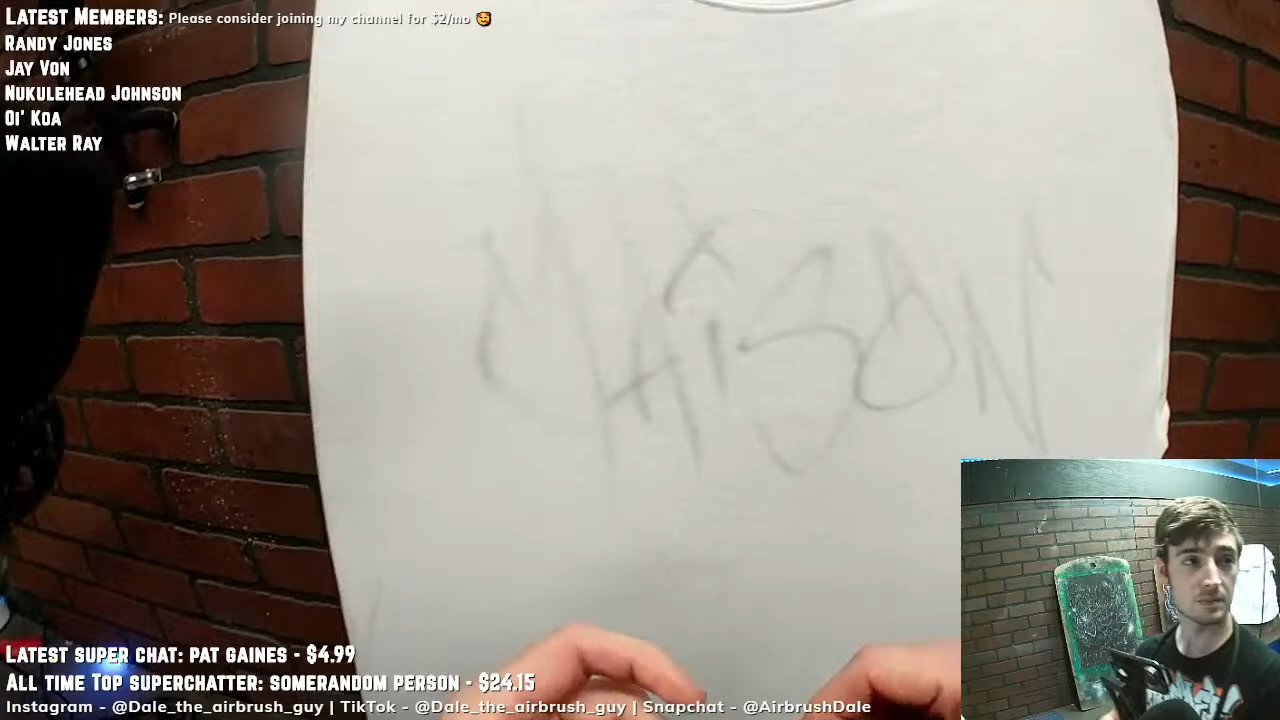 LATEST MEMBERS: Please consider joining my channel for $2/mo
RANDY JONES
JAY VON
NUKULEHEAD JOHNSON
OI' KOA
WALTER RAY
MAISON
LATEST SUPER CHAT: PAT GAINES - $4.99
ALL TIME TOP SUPERCHATTER: SOMERANDOM PERSON - $24.15
Instagram - @Dale_the_airbrush_guy | TikTok - @Dale_the_airbrush_guy | Snapchat - @AirbrushDale